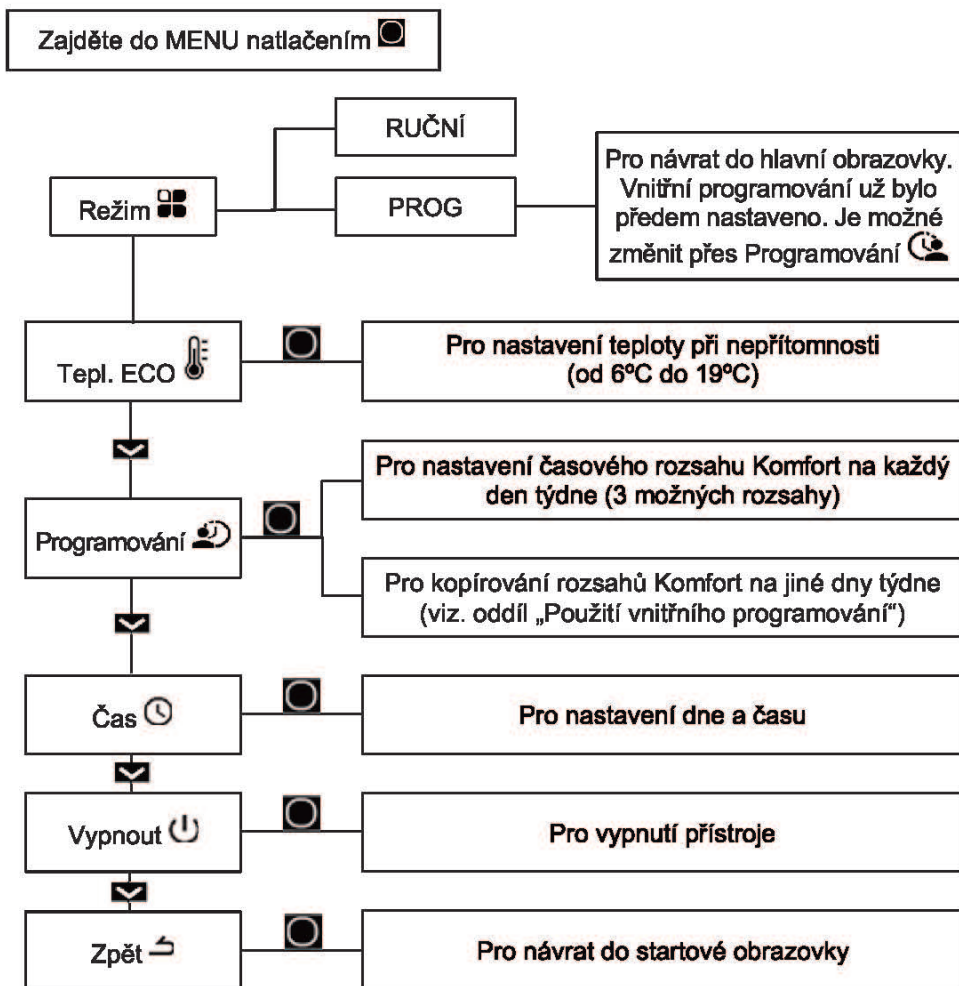 Zajděte do MENU natlačením
RUČNÍ
Režim
PROG
Pro návrat do hlavní obrazovky.
Vnitřní programování už bylo
předem nastaveno. Je možné
změnit přes Programování
Tepl. ECO
Pro nastavení teploty při nepřítomnosti
(od 6ºC do 19ºC)
Programování
Pro nastavení časového rozsahu Komfort na každý
den týdne (3 možných rozsahy)
Pro kopírování rozsahů Komfort na jiné dny týdne
(viz. oddíl „Použití vnitřního programování“)
Čas
Pro nastavení dne a času
Vypnout
Pro vypnutí přístroje
Zpět
Pro návrat do startové obrazovky